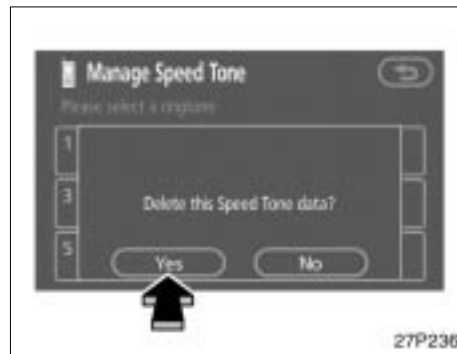 Manage Speed Tone
Please select a ringtone
1
3
5
Delete this Speed Tone data?
Yes No
27P236